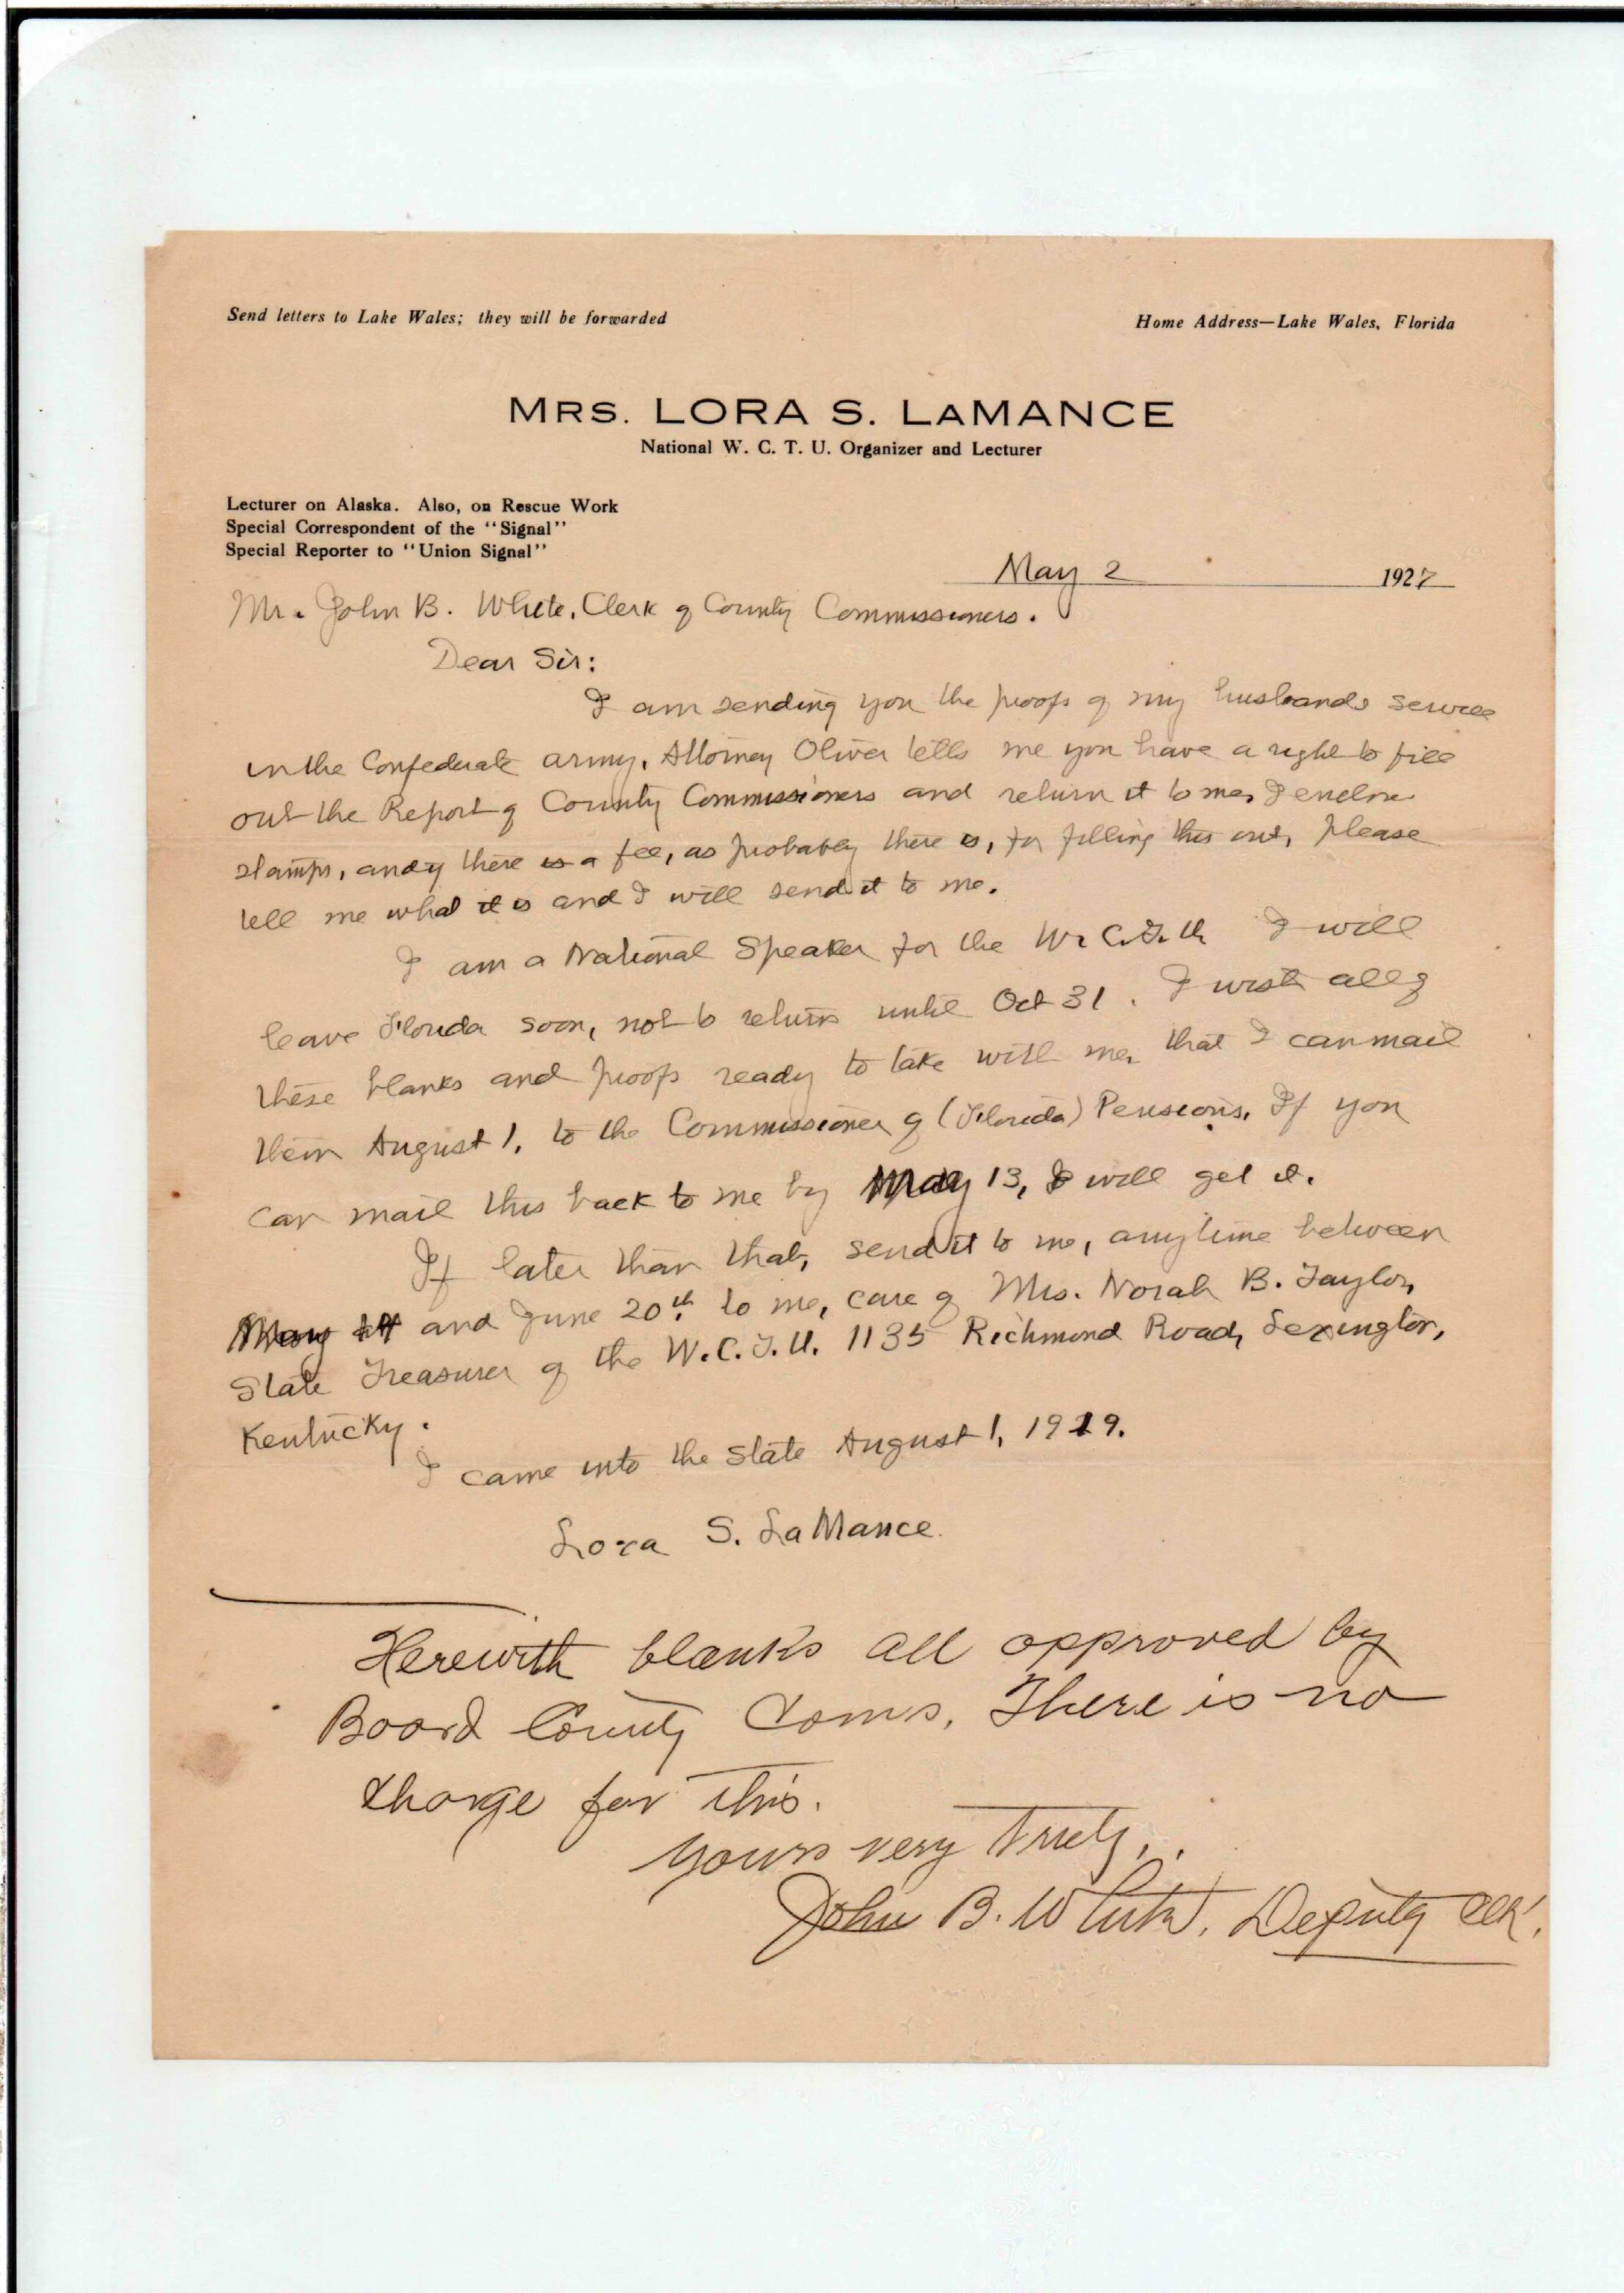 Send letters to Lake Wales; they will be forwarded
Home Address—Lake Wales, Florida
MRS. LORA S. LAMANCE
National W. C. T. U. Organizer and Lecturer
Lecturer on Alaska. Also, on Rescue Work
Special Correspondent of the "Signal"
Special Reporter to "Union Signal"
May 2 1927
Mr. John B. White, Clerk of County Commissioners.
Dear Sir:
I am sending you the proofs of my husbands service
in the Confederate army. Attorney Oliver tells me you have a right to fill
out the Report of County Commissioners and return it to me. I enclose
stamps, and if there is a fee, as probably there is, for filling this out, please
tell me what it is and I will send it to me.
I am a National Speaker for the W. C. T. U. I will
leave Florida soon, not to return until Oct 31. I wish all of
these blanks and proofs ready to take with me, that I can mail
them August 1, to the Commissioner of (Florida) Pensions. If you
can mail this back to me by May 13, I will get it.
If later than that, send it to me, anytime between
May and June 20th to me, care of Mrs. Norah B. Taylor,
State Treasurer of the W.C.T.U. 1135 Richmond Road, Lexington,
Kentucky.
I came into the state August 1, 1919.
Lora S. LaMance.
Herewith blanks all approved by
Board County Coms. There is no
charge for this.
Yours very truly,
John B. White, Deputy Clk.